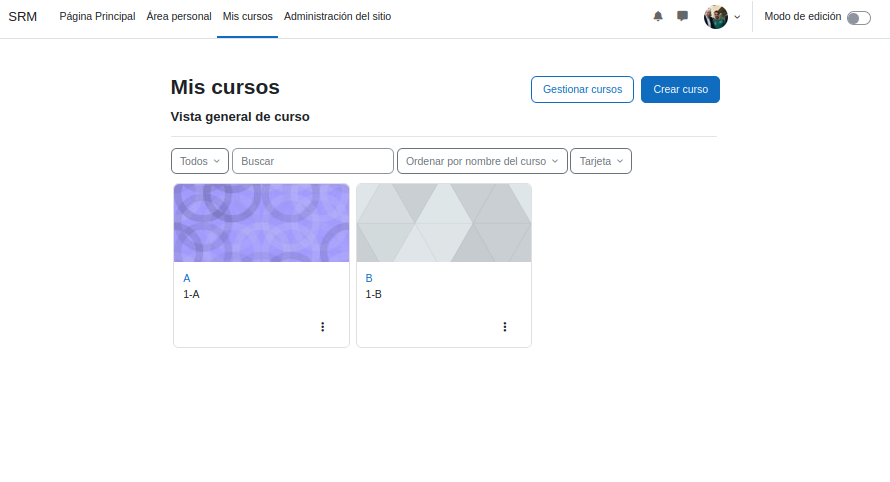 SRM Página Principal Área personal Mis cursos Administración del sitio Modo de edición
Mis cursos
Gestionar cursos Crear curso
Vista general de curso
Todos Buscar Ordenar por nombre del curso Tarjeta
A
1-A
B
1-B